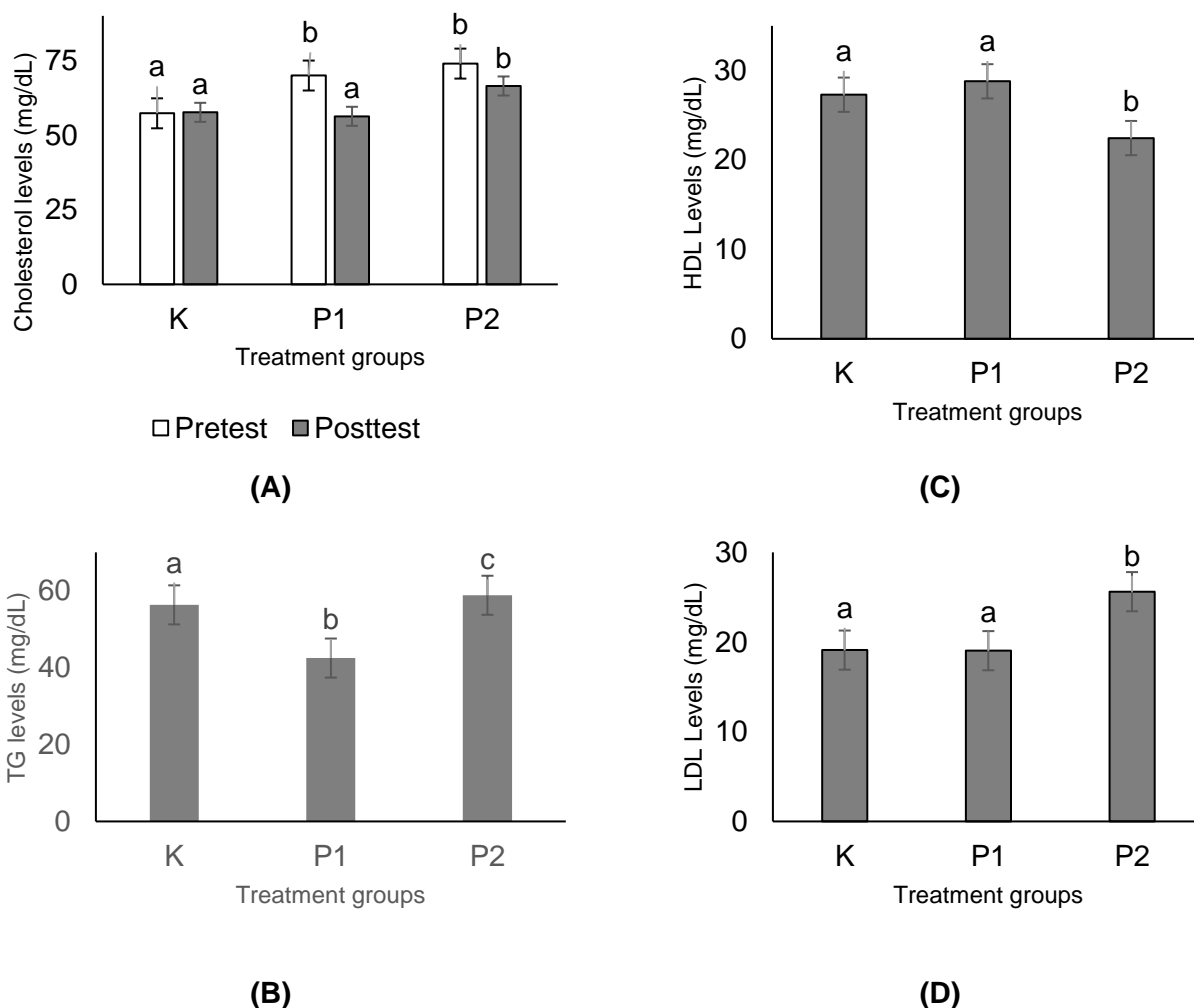 Cholesterol levels (mg/dL)
75
50
25
0
a
a
b
a
b
b
K
P1
P2
Treatment groups
Pretest
Posttest
(A)
HDL Levels (mg/dL)
30
20
10
0
a
a
b
K
P1
P2
Treatment groups
(C)
TG levels (mg/dL)
60
40
20
0
a
b
c
K
P1
P2
Treatment groups
(B)
LDL Levels (mg/dL)
30
20
10
0
a
a
b
K
P1
P2
Treatment groups
(D)